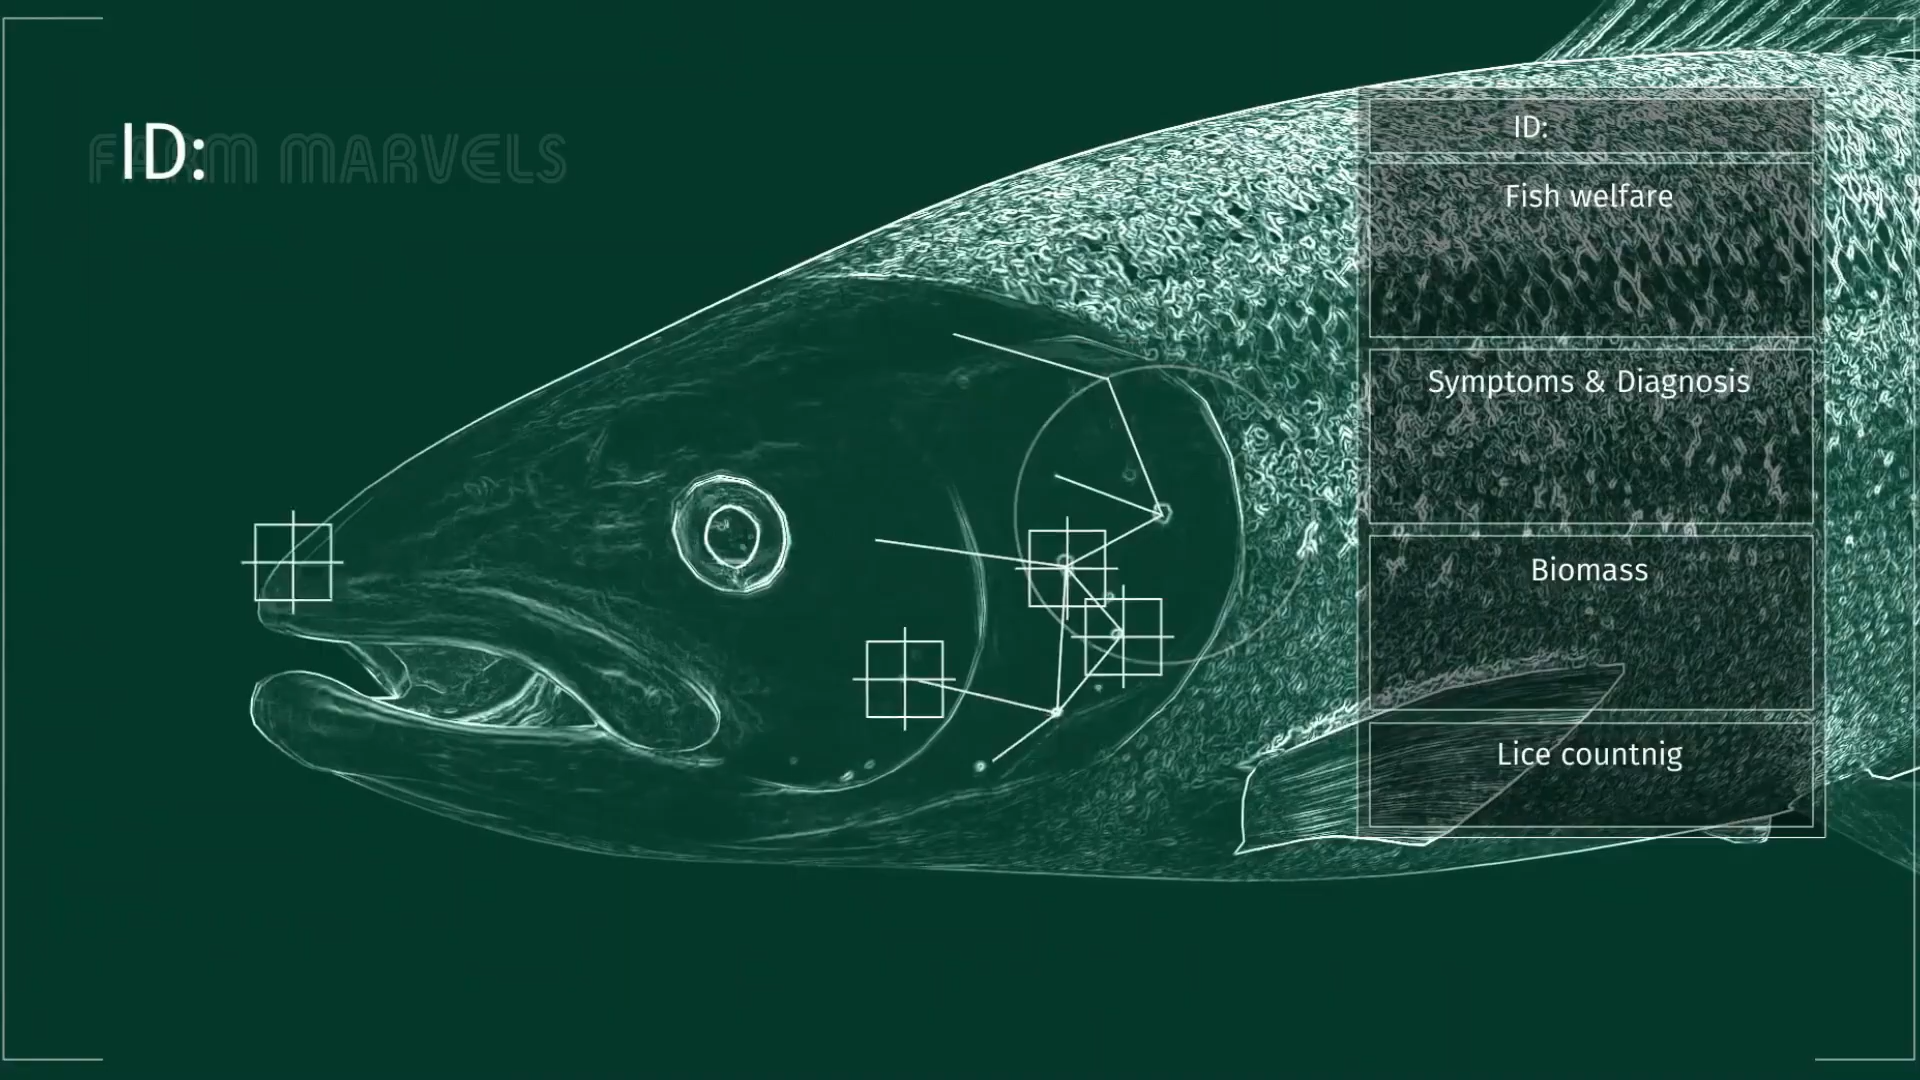 FARM MARVELS
ID:
ID:
Fish welfare
Symptoms & Diagnosis
Biomass
Lice countnig